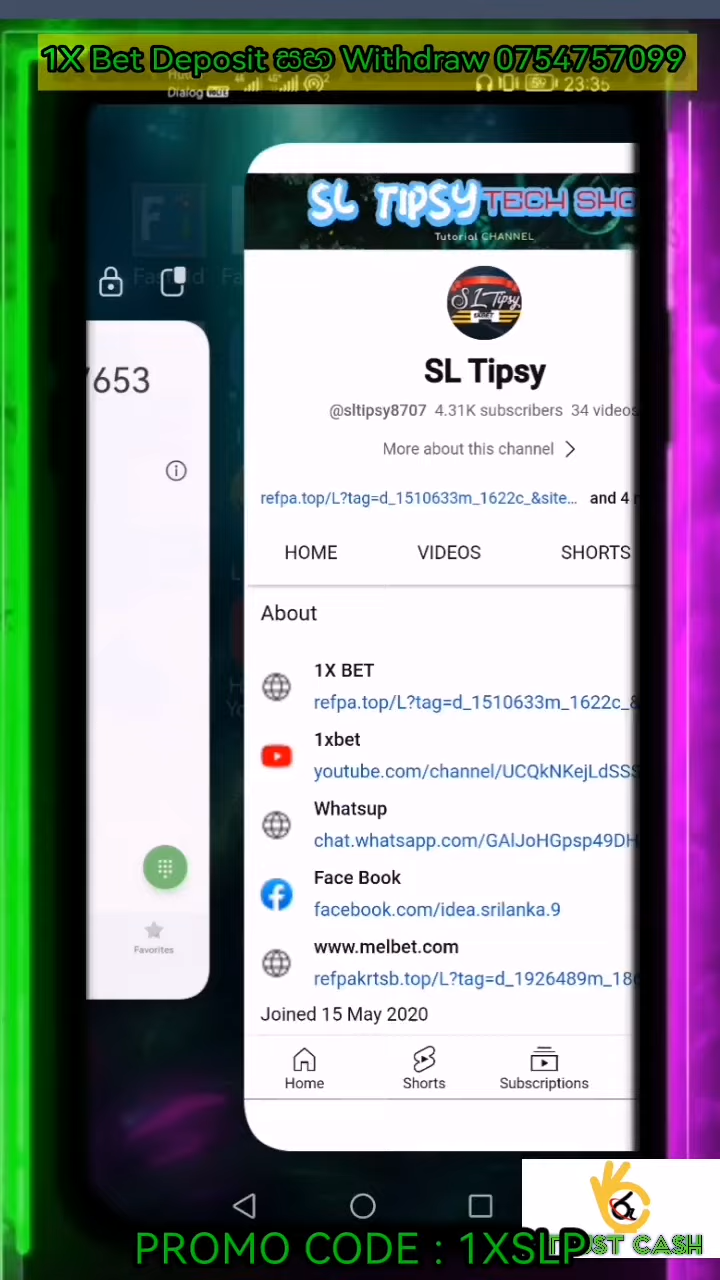 1X Bet Deposit සහ Withdraw 0754757099
Dialog
23:35
SL TIPSY TECH SHO
Tutorial CHANNEL
7653
SL Tipsy
SL Tipsy
@sltipsy8707 4.31K subscribers 34 videos
More about this channel
refpa.top/L?tag=d_1510633m_1622c_&site... and 4
HOME VIDEOS SHORTS
About
1X BET
refpa.top/L?tag=d_1510633m_1622c_&
1xbet
youtube.com/channel/UCQkNKejLdSSS
Whatsup
chat.whatsapp.com/GAlJoHGpsp49DH
Face Book
facebook.com/idea.srilanka.9
www.melbet.com
refpakrtsb.top/L?tag=d_1926489m_18
Joined 15 May 2020
Favorites
Home Shorts Subscriptions
PROMO CODE : 1XSLP
CASH